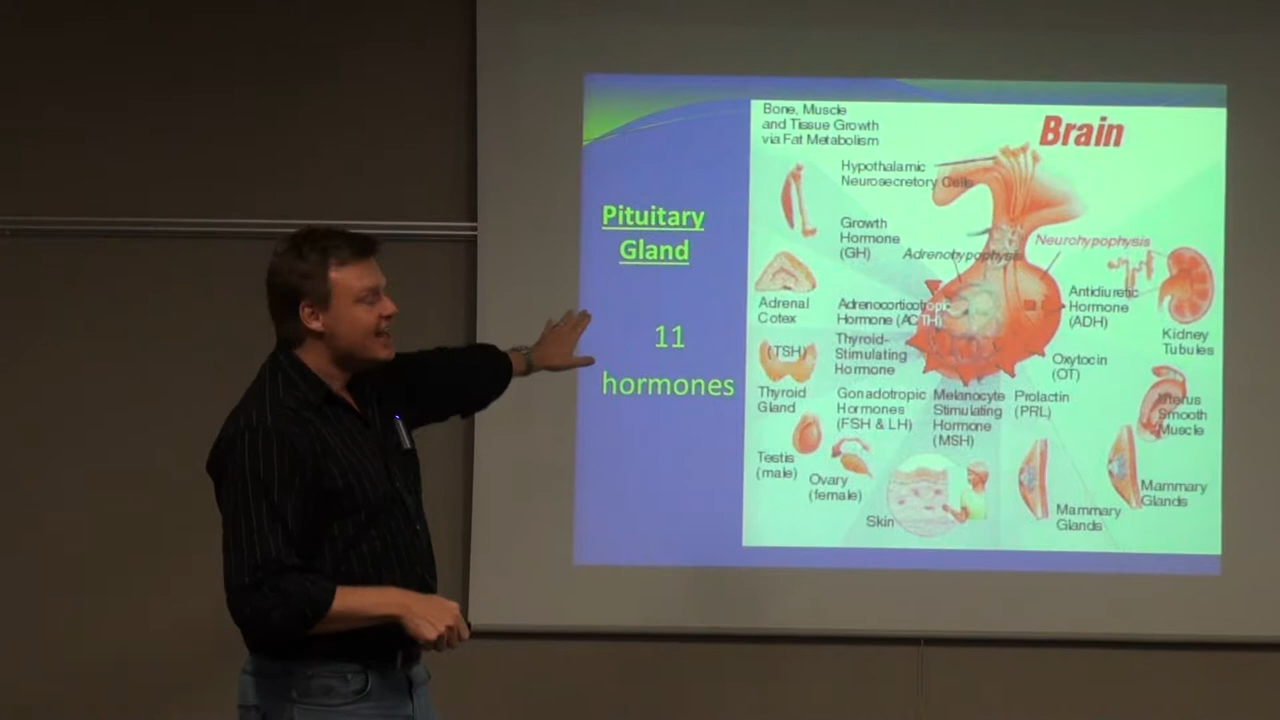 Pituitary
Gland
11
hormones
Bone, Muscle
and Tissue Growth
via Fat Metabolism
Brain
Hypothalamic
Neurosecretory Cells
Growth
Hormone
(GH)
Adrenohypophysis
Neurohypophysis
Adrenal
Cotex
Adrenocorticotropic
Hormone (ACTH)
Antidiuretic
Hormone
(ADH)
Kidney
Tubules
(TSH)
Thyroid
Gland
Thyroid-
Stimulating
Hormone
Oxytocin
(OT)
Gonadotropic
Hormones
(FSH & LH)
Melanocyte
Stimulating
Hormone
(MSH)
Prolactin
(PRL)
Uterus
Smooth
Muscle
Testis
(male)
Ovary
(female)
Skin
Mammary
Glands
Mammary
Glands